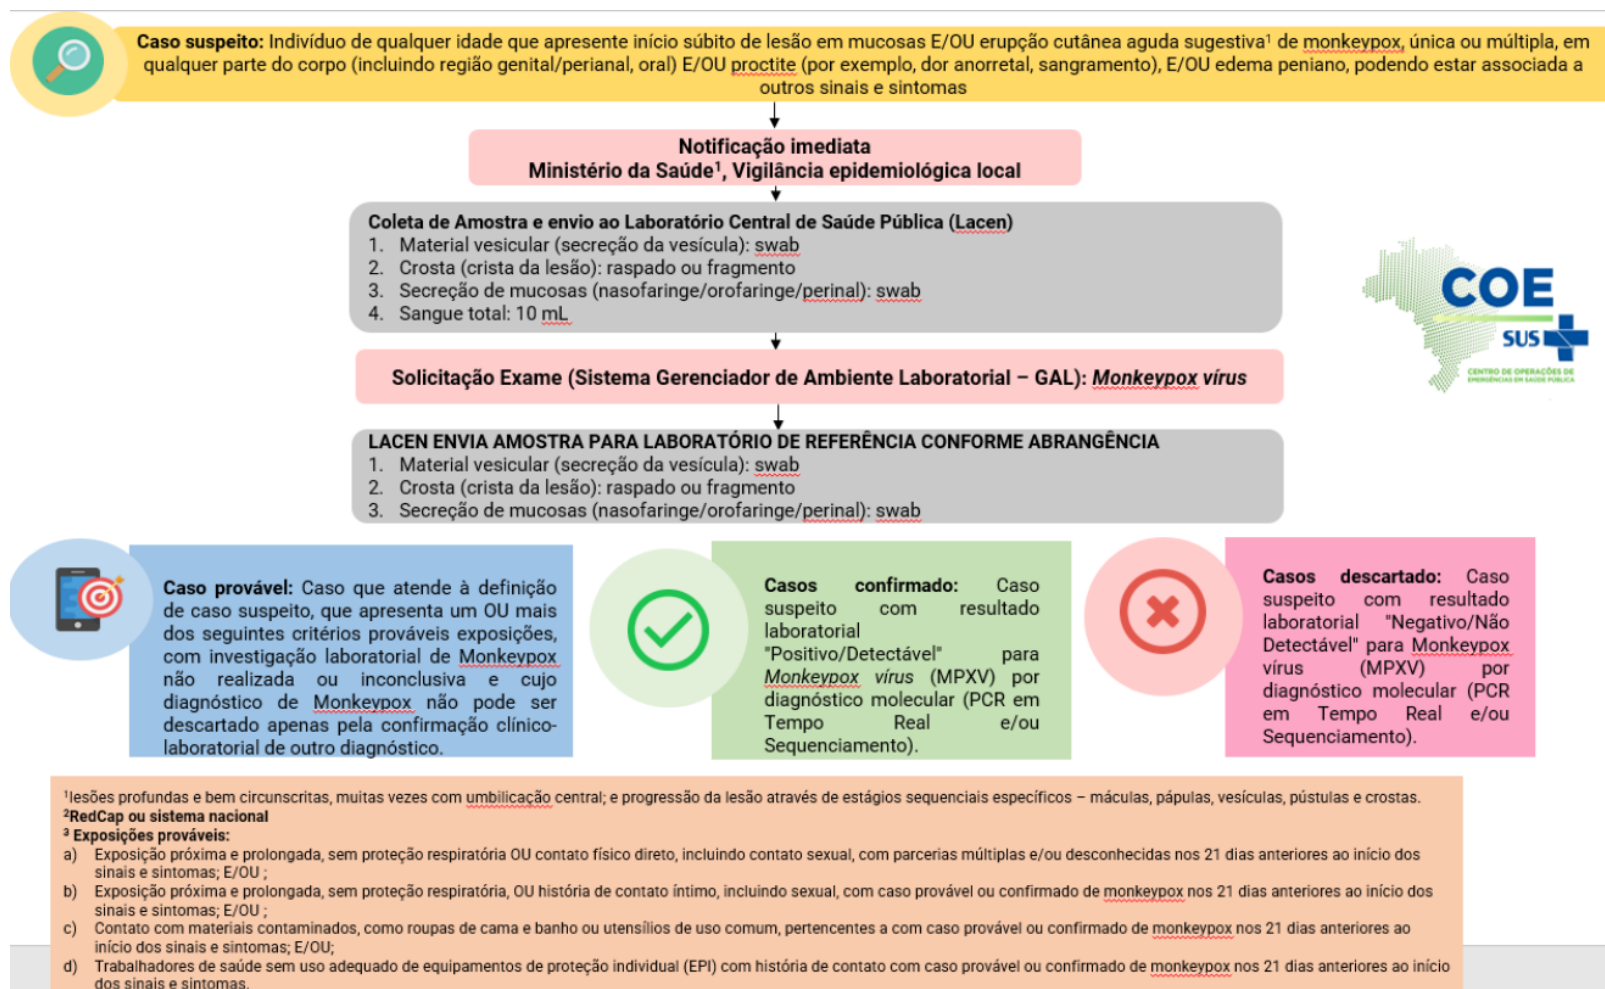 Caso suspeito: Indivíduo de qualquer idade que apresente início súbito de lesão em mucosas E/OU erupção cutânea aguda sugestiva¹ de monkeypox, única ou múltipla, em
qualquer parte do corpo (incluindo região genital/perianal, oral) E/OU proctite (por exemplo, dor anorretal, sangramento), E/OU edema peniano, podendo estar associada a
outros sinais e sintomas
Notificação imediata
Ministério da Saúde¹, Vigilância epidemiológica local
Coleta de Amostra e envio ao Laboratório Central de Saúde Pública (Lacen)
1. Material vesicular (secreção da vesícula): swab
2. Crosta (crista da lesão): raspado ou fragmento
3. Secreção de mucosas (nasofaringe/orofaringe/perinal): swab
4. Sangue total: 10 mL
COE
SUS
CENTRO DE OPERAÇÕES DE
EMERGÊNCIAS EM SAÚDE PÚBLICA
Solicitação Exame (Sistema Gerenciador de Ambiente Laboratorial – GAL): Monkeypox vírus
LACEN ENVIA AMOSTRA PARA LABORATÓRIO DE REFERÊNCIA CONFORME ABRANGÊNCIA
1. Material vesicular (secreção da vesícula): swab
2. Crosta (crista da lesão): raspado ou fragmento
3. Secreção de mucosas (nasofaringe/orofaringe/perinal): swab
Caso provável: Caso que atende à definição
de caso suspeito, que apresenta um OU mais
dos seguintes critérios prováveis exposições,
com investigação laboratorial de Monkeypox
não realizada ou inconclusiva e cujo
diagnóstico de Monkeypox não pode ser
descartado apenas pela confirmação clínico-
laboratorial de outro diagnóstico.
Casos confirmado: Caso
suspeito com resultado
laboratorial
"Positivo/Detectável" para
Monkeypox vírus (MPXV) por
diagnóstico molecular (PCR em
Tempo Real e/ou
Sequenciamento).
Casos descartado: Caso
suspeito com resultado
laboratorial "Negativo/Não
Detectável" para Monkeypox
vírus (MPXV) por
diagnóstico molecular (PCR
em Tempo Real e/ou
Sequenciamento).
¹lesões profundas e bem circunscritas, muitas vezes com umbilicação central; e progressão da lesão através de estágios sequenciais específicos – máculas, pápulas, vesículas, pústulas e crostas.
²RedCap ou sistema nacional
³ Exposições prováveis:
a) Exposição próxima e prolongada, sem proteção respiratória OU contato físico direto, incluindo contato sexual, com parcerias múltiplas e/ou desconhecidas nos 21 dias anteriores ao início dos
sinais e sintomas; E/OU ;
b) Exposição próxima e prolongada, sem proteção respiratória, OU história de contato íntimo, incluindo sexual, com caso provável ou confirmado de monkeypox nos 21 dias anteriores ao início dos
sinais e sintomas; E/OU ;
c) Contato com materiais contaminados, como roupas de cama e banho ou utensílios de uso comum, pertencentes a com caso provável ou confirmado de monkeypox nos 21 dias anteriores ao
início dos sinais e sintomas; E/OU;
d) Trabalhadores de saúde sem uso adequado de equipamentos de proteção individual (EPI) com história de contato com caso provável ou confirmado de monkeypox nos 21 dias anteriores ao início
dos sinais e sintomas.